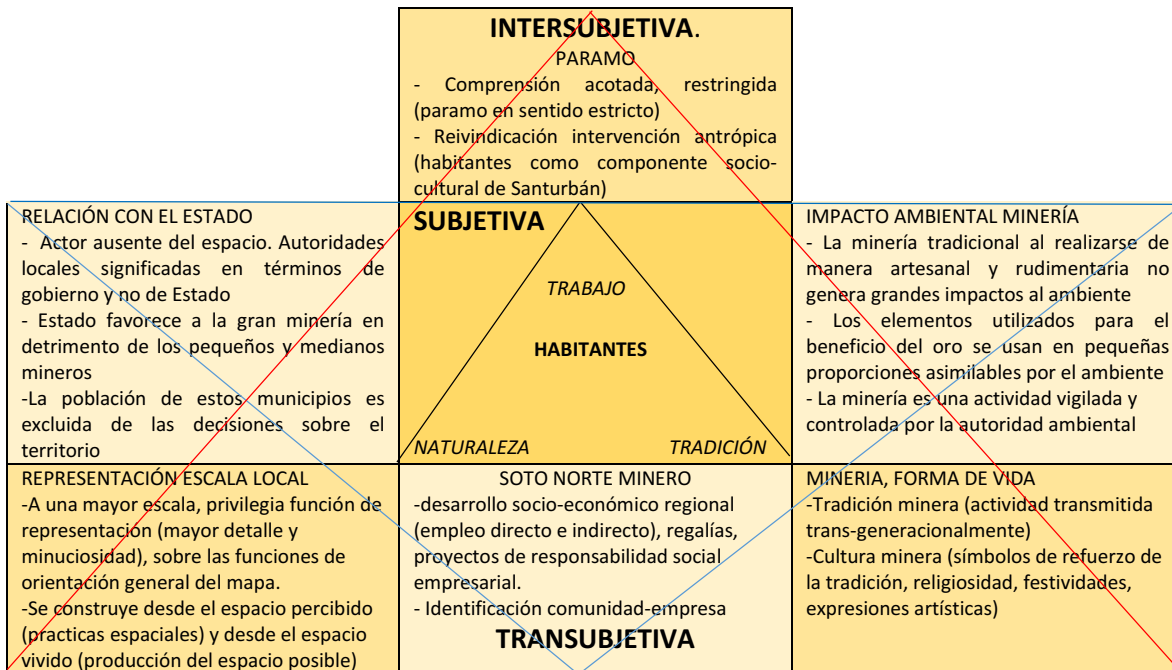 INTERSUBJETIVA.
PARAMO
- Comprensión acotada, restringida
(paramo en sentido estricto)
- Reivindicación intervención antrópica
(habitantes como componente socio-
cultural de Santurbán)
RELACIÓN CON EL ESTADO
- Actor ausente del espacio. Autoridades
locales significadas en términos de
gobierno y no de Estado
- Estado favorece a la gran minería en
detrimento de los pequeños y medianos
mineros
-La población de estos municipios es
excluida de las decisiones sobre el
territorio
SUBJETIVA
TRABAJO
HABITANTES
NATURALEZA
TRADICIÓN
IMPACTO AMBIENTAL MINERÍA
- La minería tradicional al realizarse de
manera artesanal y rudimentaria no
genera grandes impactos al ambiente
- Los elementos utilizados para el
beneficio del oro se usan en pequeñas
proporciones asimilables por el ambiente
- La minería es una actividad vigilada y
controlada por la autoridad ambiental
REPRESENTACIÓN ESCALA LOCAL
-A una mayor escala, privilegia función de
representación (mayor detalle y
minuciosidad), sobre las funciones de
orientación general del mapa.
-Se construye desde el espacio percibido
(practicas espaciales) y desde el espacio
vivido (producción del espacio posible)
SOTO NORTE MINERO
-desarrollo socio-económico regional
(empleo directo e indirecto), regalías,
proyectos de responsabilidad social
empresarial.
- Identificación comunidad-empresa
TRANSUBJETIVA
MINERIA, FORMA DE VIDA
-Tradición minera (actividad transmitida
trans-generacionalmente)
-Cultura minera (símbolos de refuerzo de
la tradición, religiosidad, festividades,
expresiones artísticas)